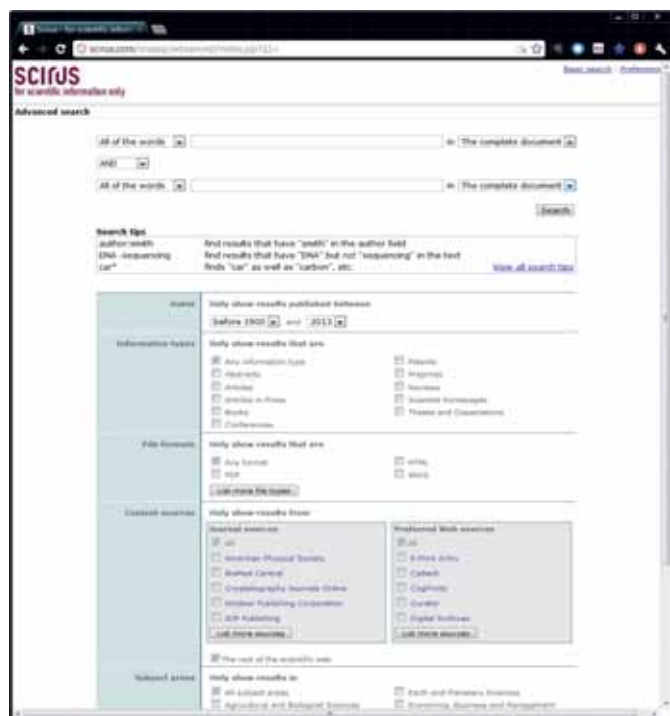 scirus.com
SCIRUS
for scientific information only
Basic search Preferences
Advanced search
All of the words in The complete document
AND
All of the words in The complete document
Search
Search tips
author:smith find results that have "smith" in the author field
DNA -sequencing find results that have "DNA" but not "sequencing" in the text
car* finds "car" as well as "carbon", etc. View all search tips
Dates Only show results published between
before 1900 and 2013
Information types Only show results that are
Any information type Patents
Abstracts Preprints
Articles Reviews
Articles in Press Scientist homepages
Books Theses and Dissertations
Conferences
File formats Only show results that are
Any format HTML
PDF Word
List more file types
Content sources Only show results from
Journal sources Preferred Web sources
All All
American Physical Society E-Print ArXiv
BioMed Central Caltech
Crystallography Journals Online CogPrints
Hindawi Publishing Corporation Curator
IOP Publishing Digital Archives
List more sources List more sources
The rest of the scientific web
Subject areas Only show results in
All subject areas Earth and Planetary Sciences
Agricultural and Biological Sciences Economics, Business and Management